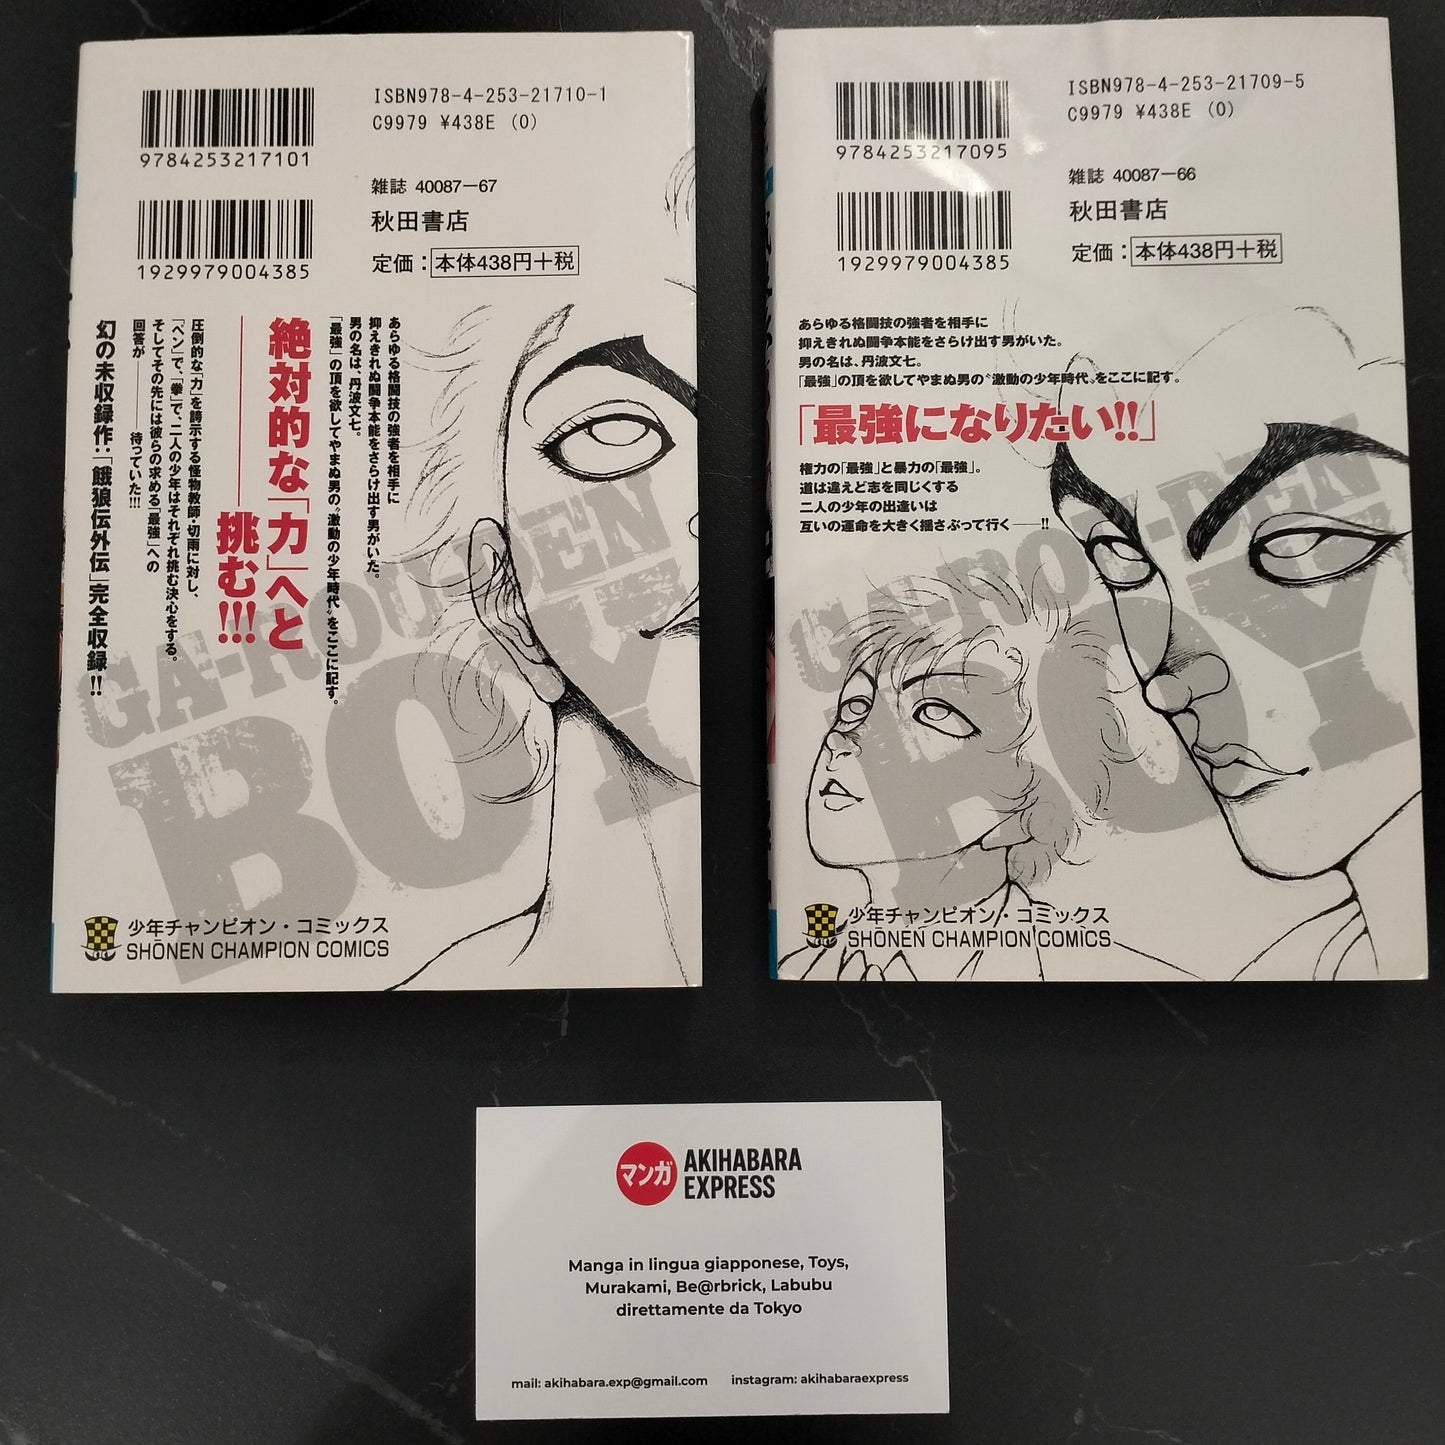 ISBN978-4-253-21710-1
C9979 ¥438E (0)
9784253217101
雑誌 40087-67
秋田書店
1929979004385
定価：本体438円+税
あらゆる格闘技の強者を相手に
抑えきれぬ闘争本能をさらけ出す男がいた。
男の名は、丹波文七。
「最強」の頂を欲してやまぬ男の〝激動の少年時代〟をここに記す。
絶対的な「力」へと
挑む!!!
圧倒的な「力」を誇示する怪物教師・切雨に対し、
「ペン」で、「拳」で、二人の少年はそれぞれ挑む決心をする。
そしてその先には彼らの求める「最強」への
回答が――待っていた!!!
幻の未収録作:「餓狼伝外伝」完全収録!!
GA-ROU-DEN
BOY
少年チャンピオン・コミックス
SHŌNEN CHAMPION COMICS
ISBN978-4-253-21709-5
C9979 ¥438E (0)
9784253217095
雑誌 40087-66
秋田書店
1929979004385
定価：本体438円+税
あらゆる格闘技の強者を相手に
抑えきれぬ闘争本能をさらけ出す男がいた。
男の名は、丹波文七。
「最強」の頂を欲してやまぬ男の〝激動の少年時代〟をここに記す。
「最強になりたい!!」
権力の「最強」と暴力の「最強」。
道は違えど志を同じくする
二人の少年の出逢いは
互いの運命を大きく揺さぶって行く――!!
GA-ROU-DEN
BOY
少年チャンピオン・コミックス
SHŌNEN CHAMPION COMICS
マンガ
AKIHABARA
EXPRESS
Manga in lingua giapponese, Toys,
Murakami, Be@rbrick, Labubu
direttamente da Tokyo
mail: akihabara.exp@gmail.com instagram: akihabaraexpress